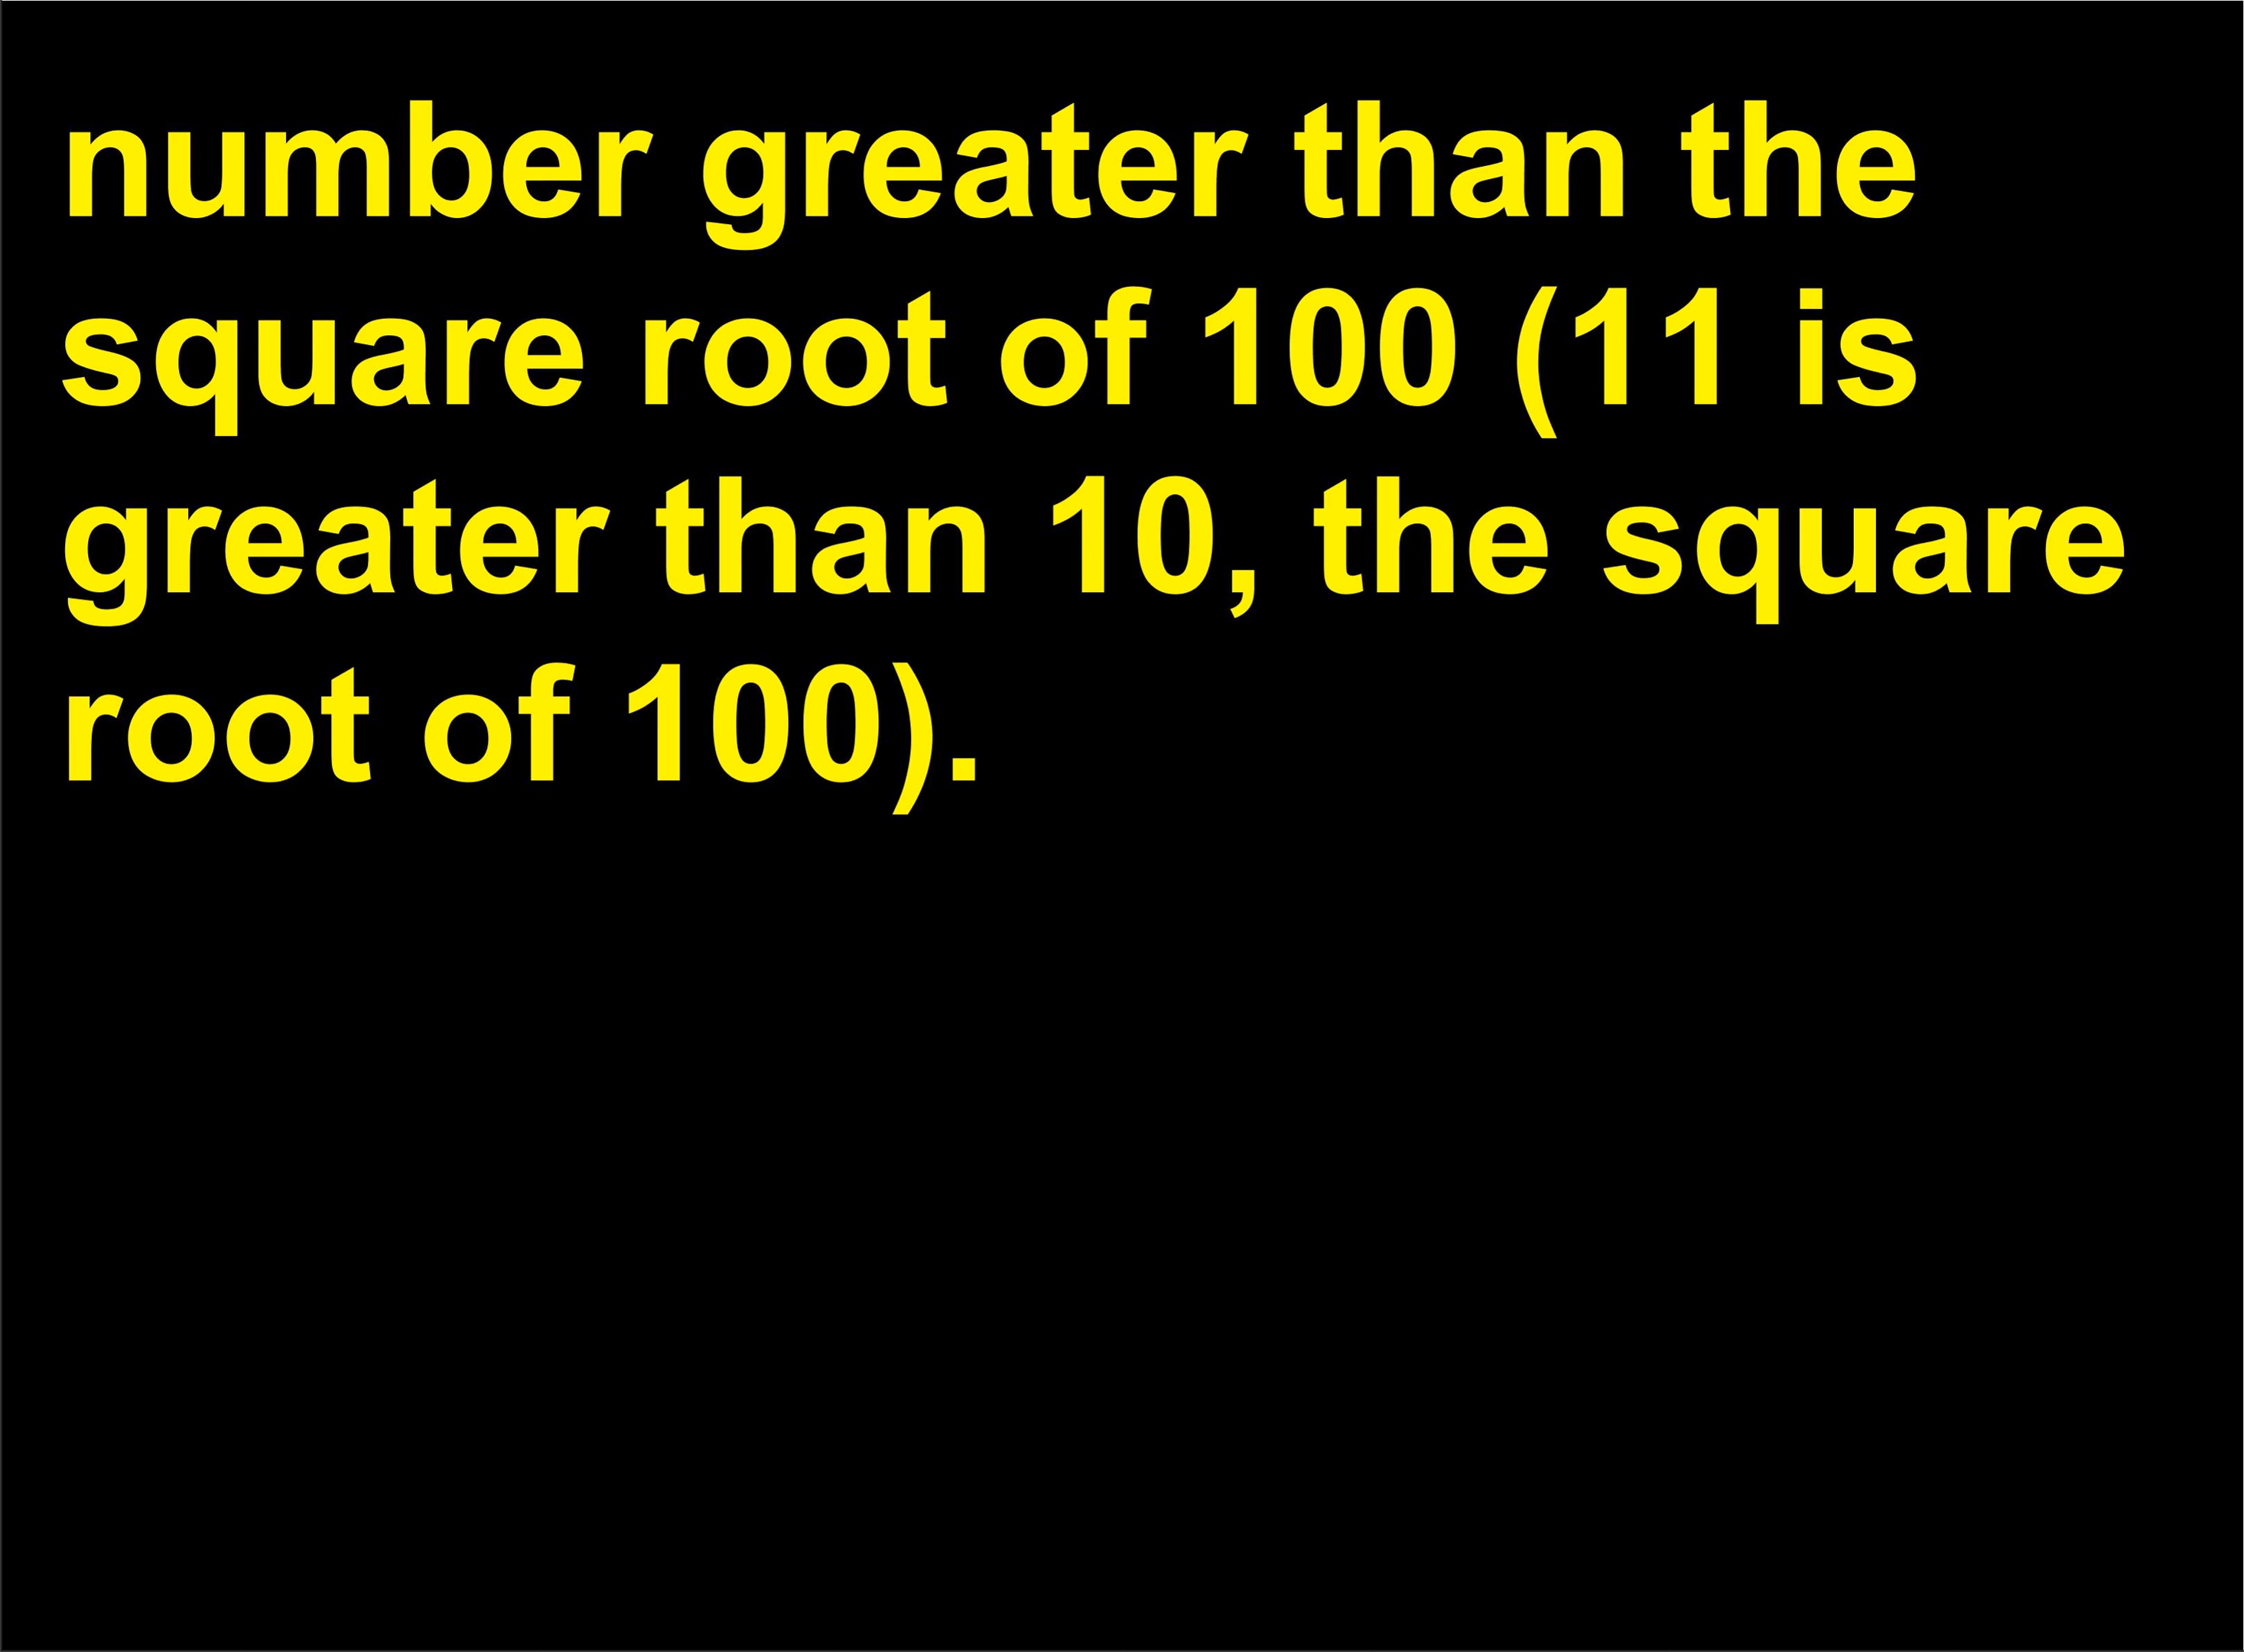 number greater than the
square root of 100 (11 is
greater than 10, the square
root of 100).